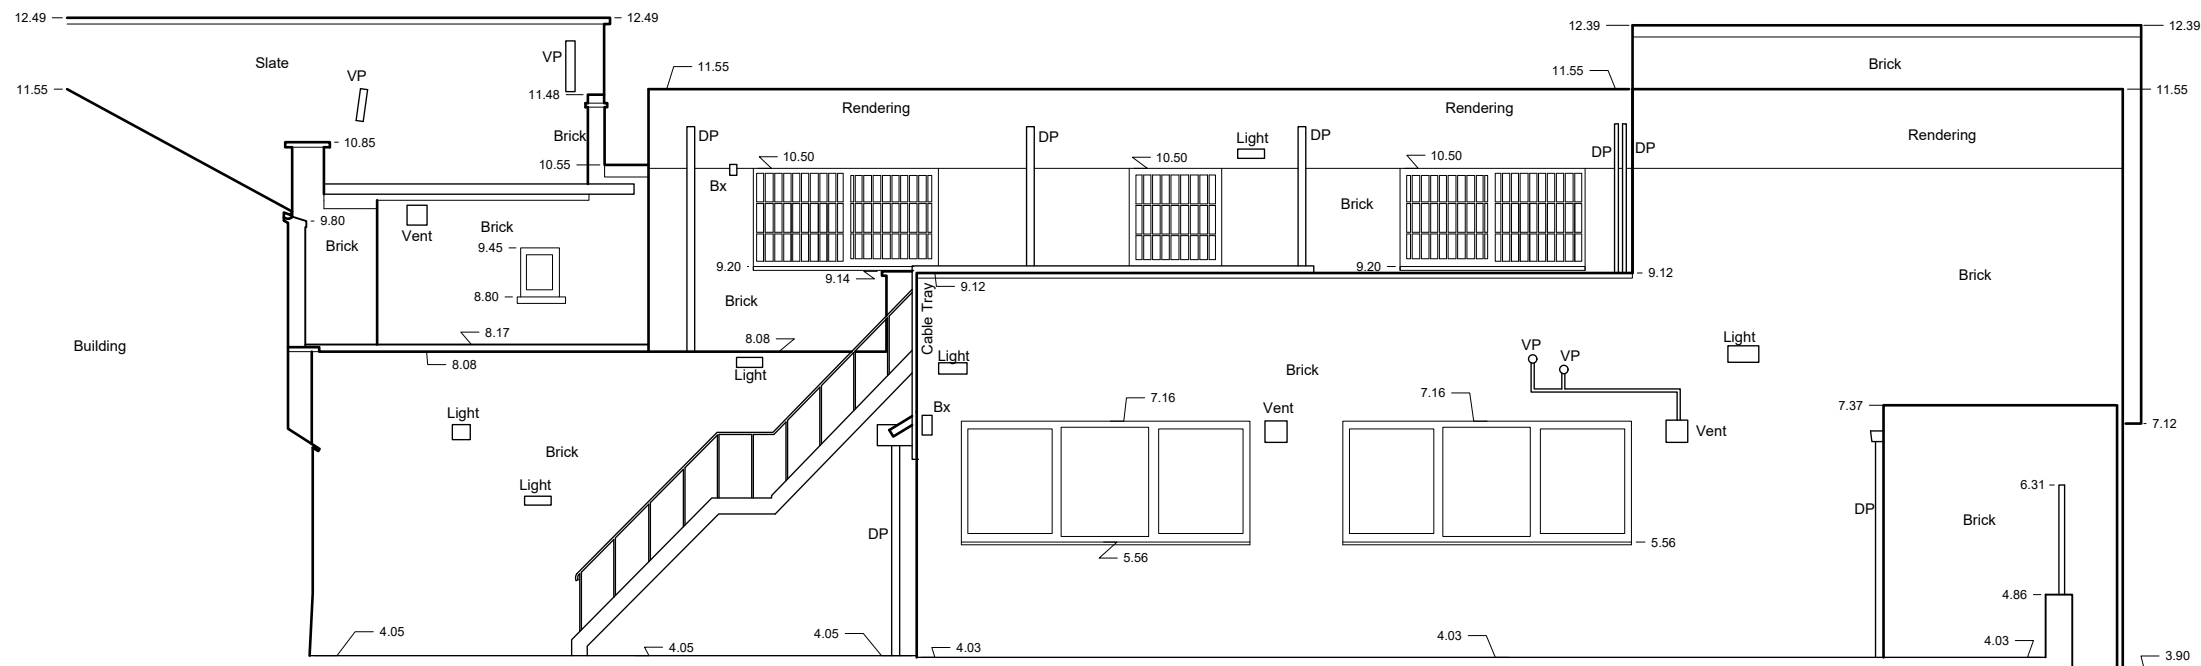 12.49
12.49
12.39
12.39
Slate
VP
VP
Brick
11.55
11.55
11.55
11.55
11.48
Rendering
Rendering
Rendering
Brick
DP
DP
DP
DP
DP
Light
10.85
10.55
10.50
10.50
10.50
Bx
Brick
9.80
Brick
Vent
Brick
9.45
8.80
9.20
9.14
9.20
9.12
9.12
Brick
Brick
Cable Tray
8.17
8.08
8.08
Building
Light
Light
Light
VP
VP
Brick
7.16
7.16
Bx
Vent
Vent
7.37
7.12
Light
Brick
Light
6.31
DP
DP
Brick
5.56
5.56
4.86
4.05
4.05
4.05
4.03
4.03
4.03
3.90